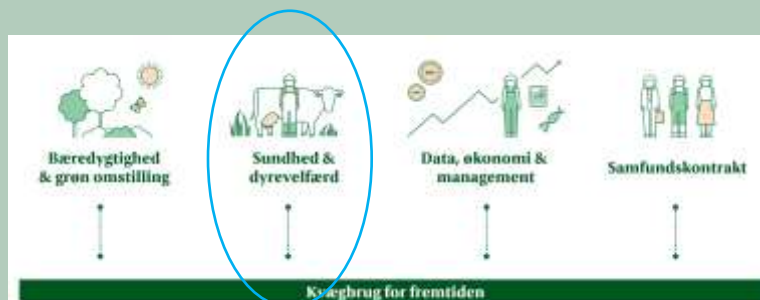 Bæredygtighed
& grøn omstilling
Sundhed &
dyrevelfærd
Data, økonomi &
management
Samfundskontrakt
Kvægbrug for fremtiden